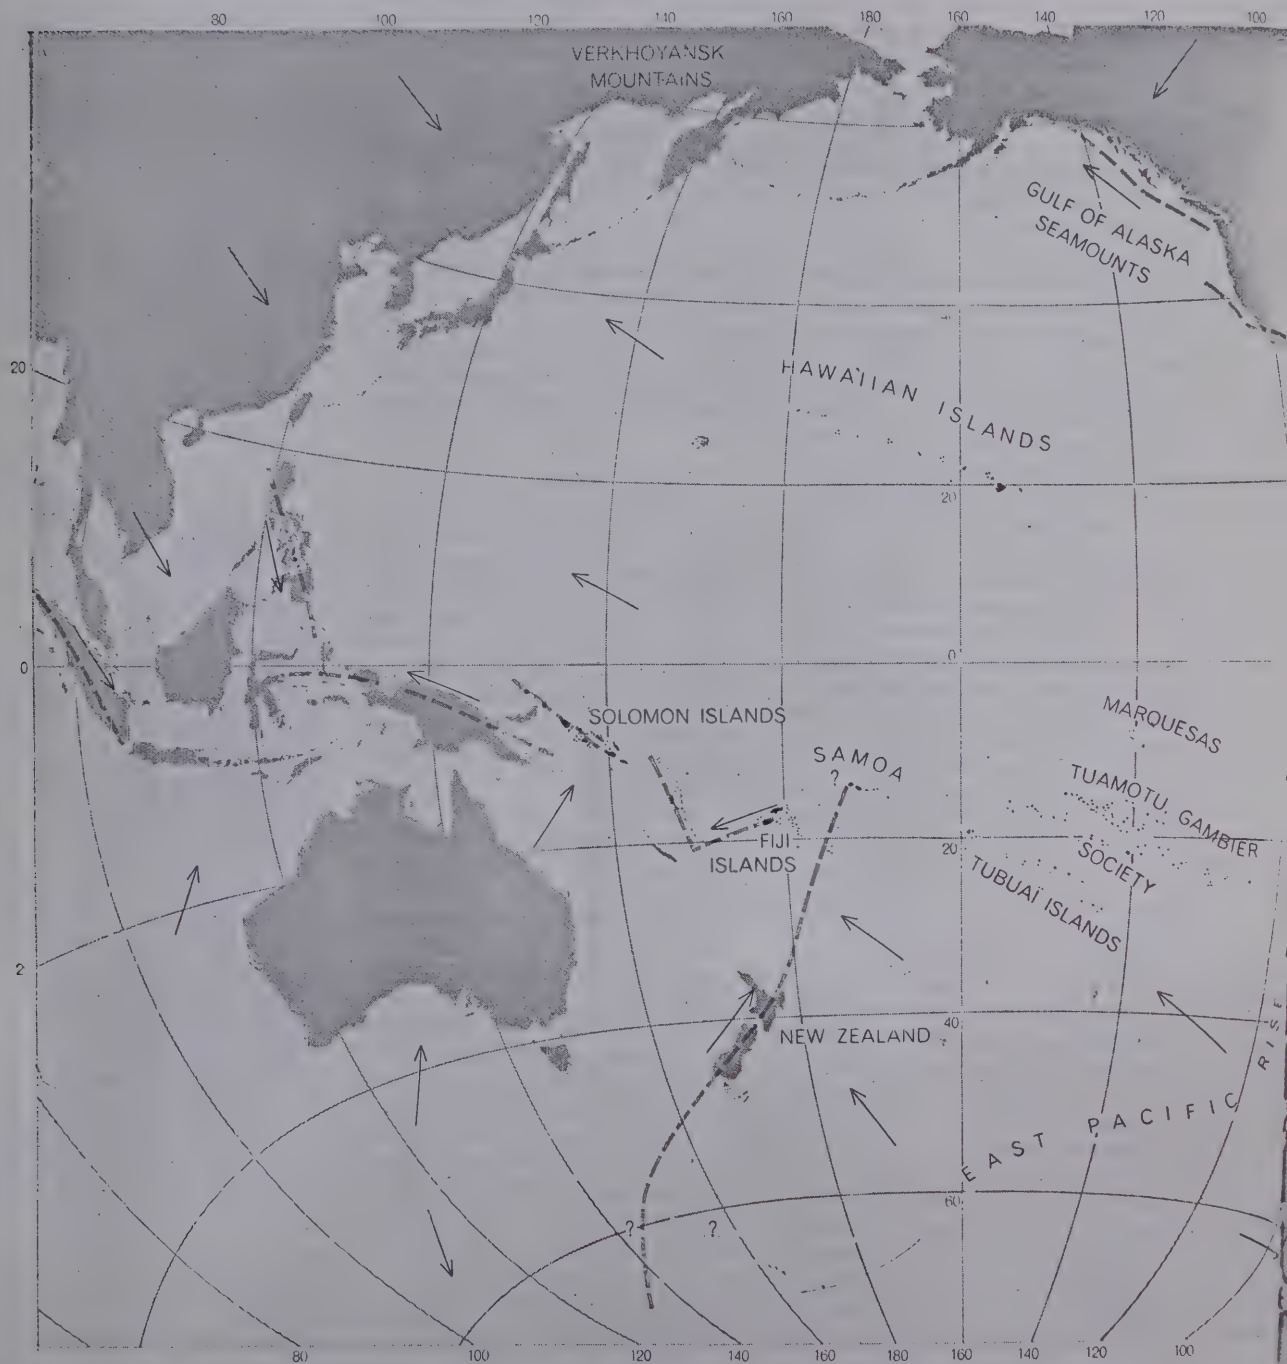 80 100 120 140 160 180 160 140 120 100
VERKHOYANSK
MOUNTAINS
GULF OF ALASKA
SEAMOUNTS
20
HAWAIIAN ISLANDS
20
0
0
MARQUESAS
SOLOMON ISLANDS
SAMOA
?
TUAMOTU GAMBIER
FIJI
ISLANDS
20
SOCIETY
TUBUAI ISLANDS
2
40
NEW ZEALAND
EAST PACIFIC RISE
60
? ?
80 100 120 140 160 180 160 140 120 100